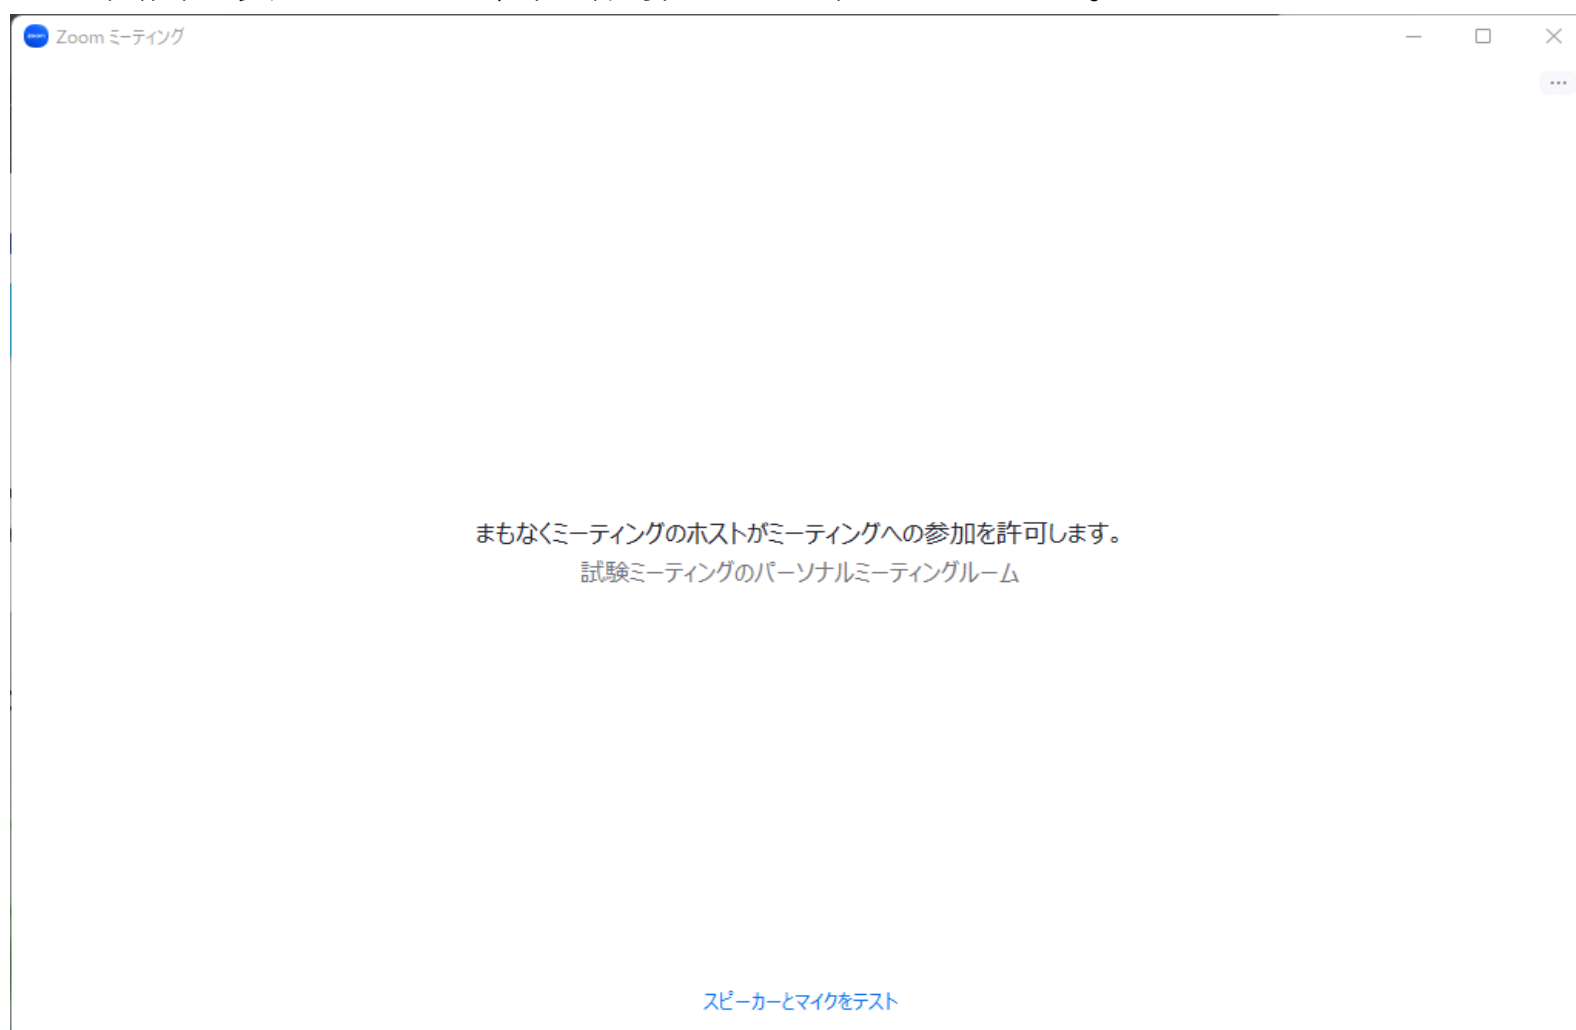 Zoom ミーティング
まもなくミーティングのホストがミーティングへの参加を許可します。
試験ミーティングのパーソナルミーティングルーム
スピーカーとマイクをテスト